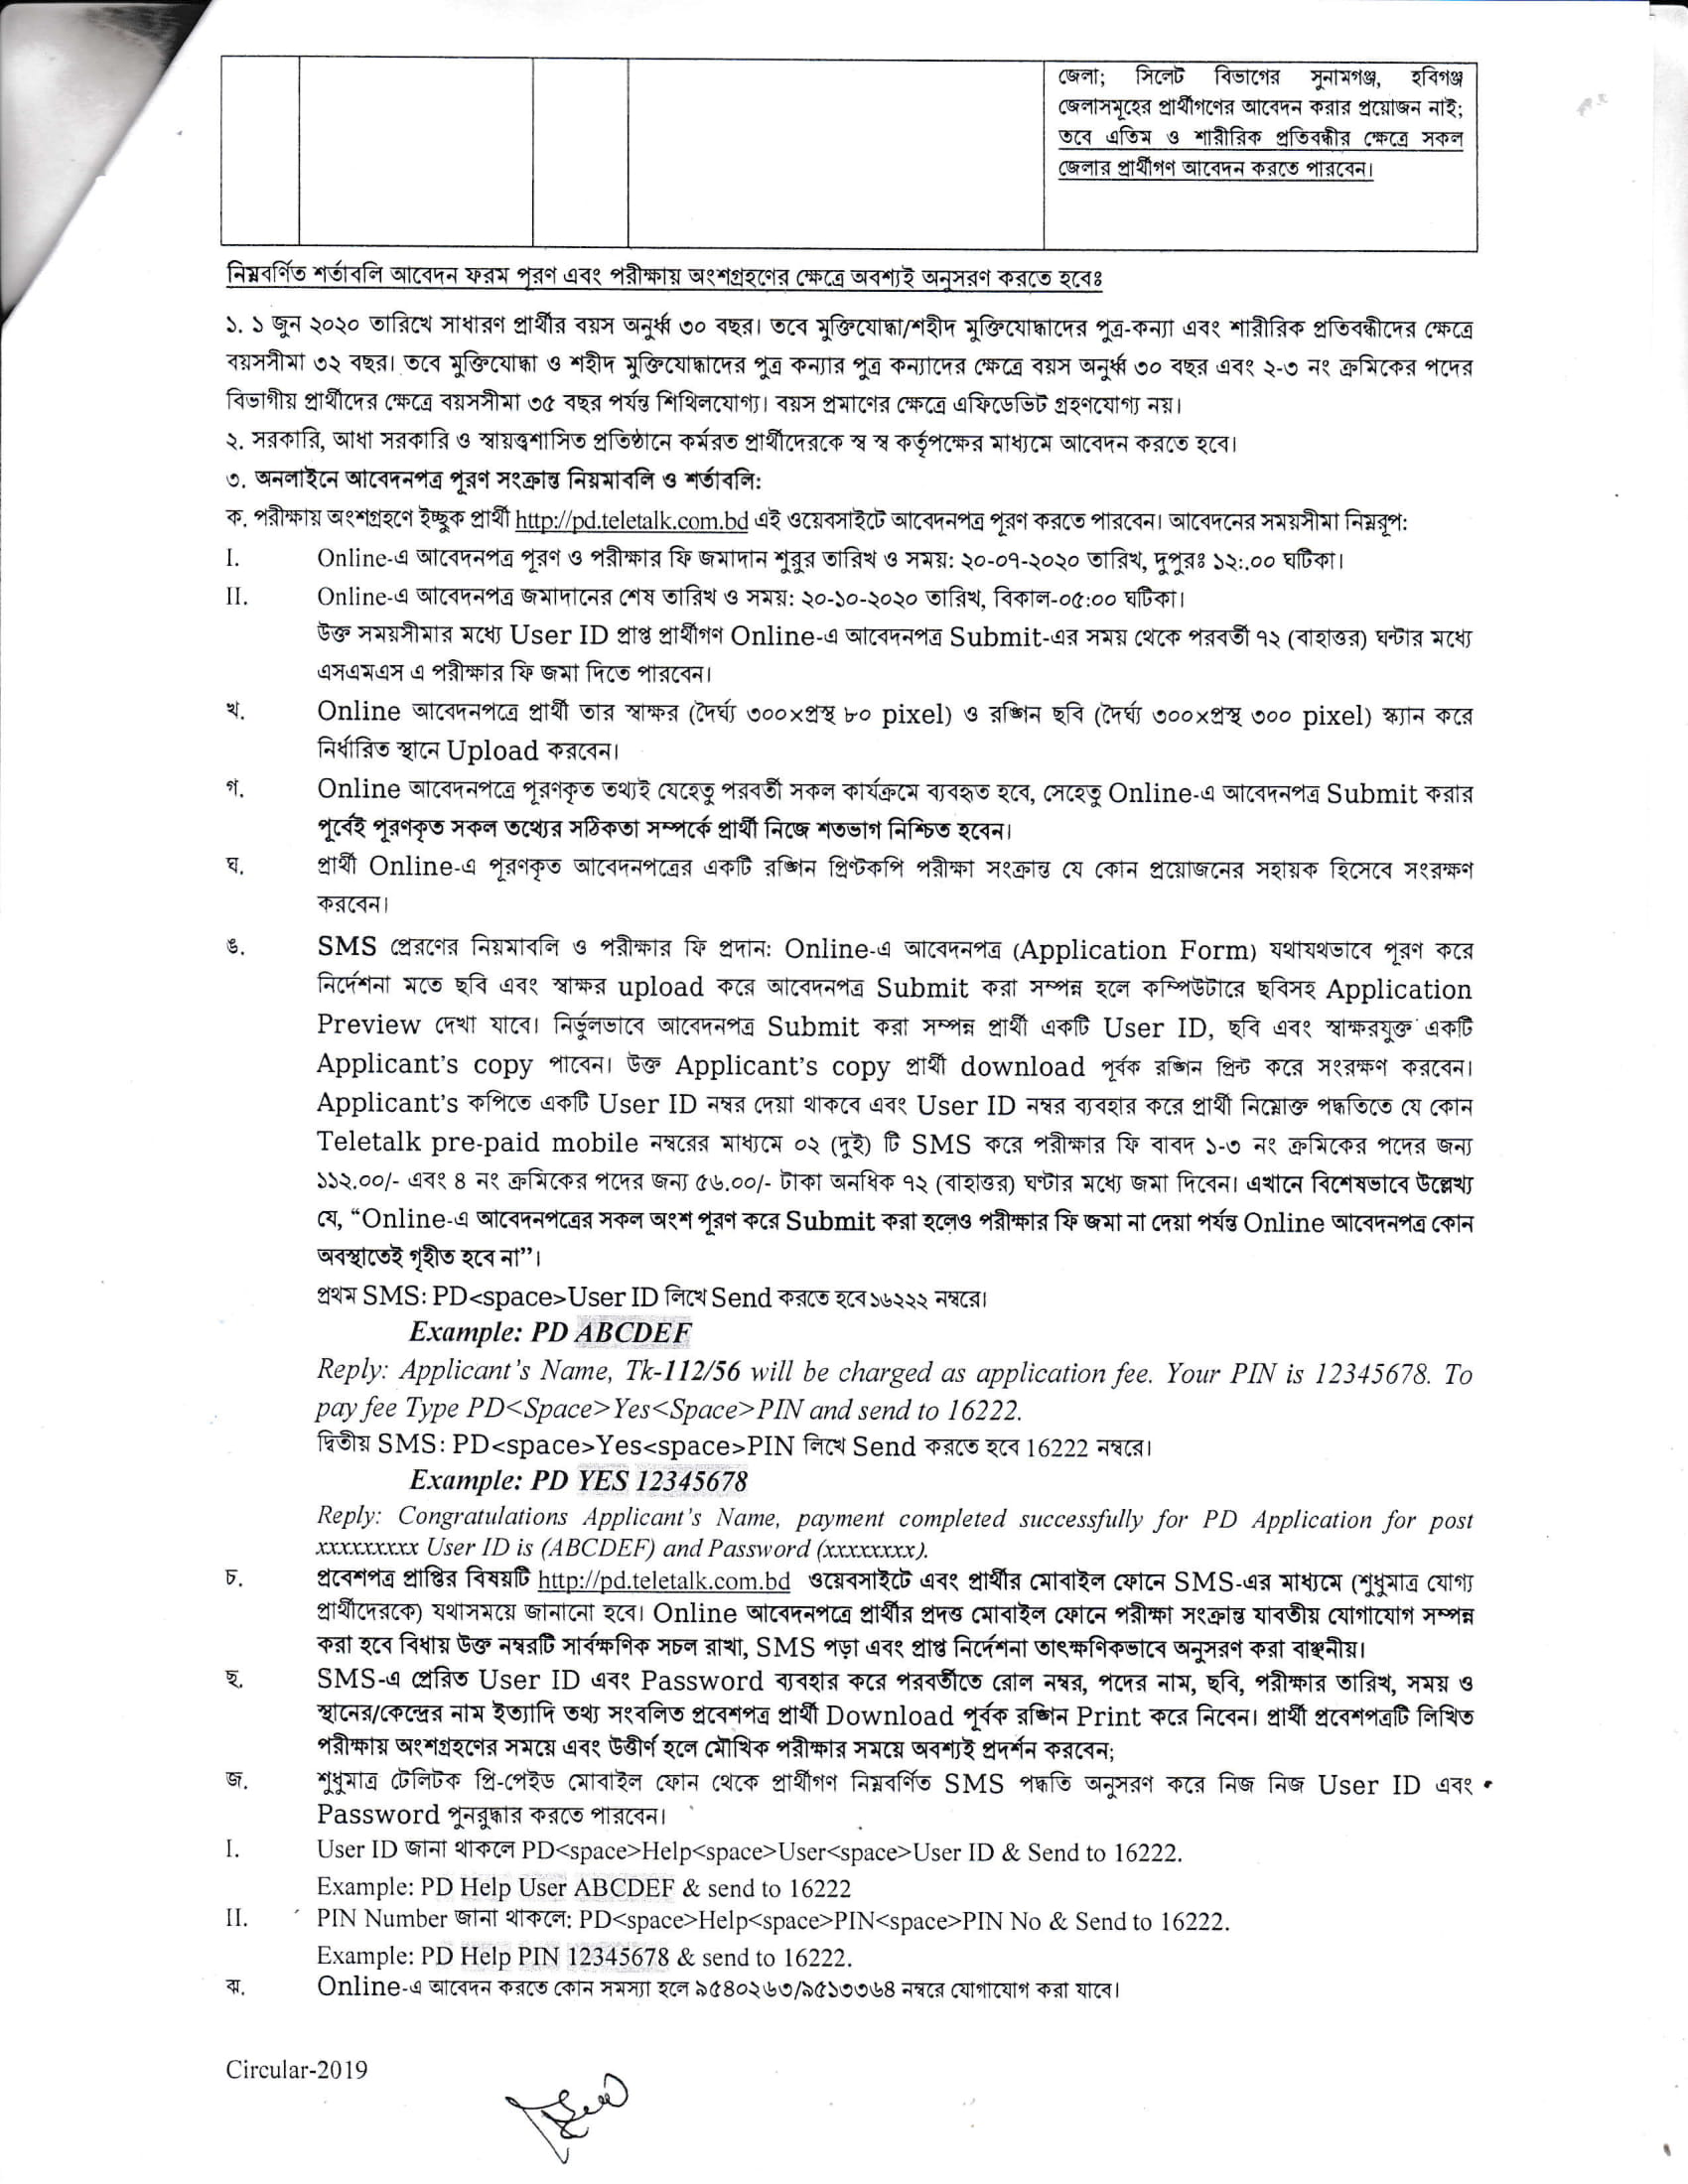 জেলা; সিলেট বিভাগের সুনামগঞ্জ, হবিগঞ্জ
জেলাসমূহের প্রার্থীগণের আবেদন করার প্রয়োজন নাই;
তবে এতিম ও শারীরিক প্রতিবন্ধীর ক্ষেত্রে সকল
জেলার প্রার্থীগণ আবেদন করতে পারবেন।
নিম্নবর্ণিত শর্তাবলি আবেদন ফরম পূরণ এবং পরীক্ষায় অংশগ্রহণের ক্ষেত্রে অবশ্যই অনুসরণ করতে হবেঃ
১. ১ জুন ২০২০ তারিখে সাধারণ প্রার্থীর বয়স অনুর্ধ্ব ৩০ বছর। তবে মুক্তিযোদ্ধা/শহীদ মুক্তিযোদ্ধাদের পুত্র-কন্যা এবং শারীরিক প্রতিবন্ধীদের ক্ষেত্রে
বয়সসীমা ৩২ বছর। তবে মুক্তিযোদ্ধা ও শহীদ মুক্তিযোদ্ধাদের পুত্র কন্যার পুত্র কন্যাদের ক্ষেত্রে বয়স অনুর্ধ্ব ৩০ বছর এবং ২-৩ নং ক্রমিকের পদের
বিভাগীয় প্রার্থীদের ক্ষেত্রে বয়সসীমা ৩৫ বছর পর্যন্ত শিথিলযোগ্য। বয়স প্রমাণের ক্ষেত্রে এফিডেভিট গ্রহণযোগ্য নয়।
২. সরকারি, আধা সরকারি ও স্বায়ত্ত্বশাসিত প্রতিষ্ঠানে কর্মরত প্রার্থীদেরকে স্ব স্ব কর্তৃপক্ষের মাধ্যমে আবেদন করতে হবে।
৩. অনলাইনে আবেদনপত্র পূরণ সংক্রান্ত নিয়মাবলি ও শর্তাবলি:
ক. পরীক্ষায় অংশগ্রহণে ইচ্ছুক প্রার্থী http://pd.teletalk.com.bd এই ওয়েবসাইটে আবেদনপত্র পূরণ করতে পারবেন। আবেদনের সময়সীমা নিম্নরূপ:
I. Online-এ আবেদনপত্র পূরণ ও পরীক্ষার ফি জমাদান শুরুর তারিখ ও সময়: ২০-০৭-২০২০ তারিখ, দুপুরঃ ১২:.০০ ঘটিকা।
II. Online-এ আবেদনপত্র জমাদানের শেষ তারিখ ও সময়: ২০-১০-২০২০ তারিখ, বিকাল-০৫:০০ ঘটিকা।
উক্ত সময়সীমার মধ্যে User ID প্রাপ্ত প্রার্থীগণ Online-এ আবেদনপত্র Submit-এর সময় থেকে পরবর্তী ৭২ (বাহাত্তর) ঘন্টার মধ্যে
এসএমএস এ পরীক্ষার ফি জমা দিতে পারবেন।
খ. Online আবেদনপত্রে প্রার্থী তার স্বাক্ষর (দৈর্ঘ্য ৩০০×প্রস্থ ৮০ pixel) ও রঙ্গিন ছবি (দৈর্ঘ্য ৩০০×প্রস্থ ৩০০ pixel) স্ক্যান করে
নির্ধারিত স্থানে Upload করবেন।
গ. Online আবেদনপত্রে পূরণকৃত তথ্যই যেহেতু পরবর্তী সকল কার্যক্রমে ব্যবহৃত হবে, সেহেতু Online-এ আবেদনপত্র Submit করার
পূর্বেই পূরণকৃত সকল তথ্যের সঠিকতা সম্পর্কে প্রার্থী নিজে শতভাগ নিশ্চিত হবেন।
ঘ. প্রার্থী Online-এ পূরণকৃত আবেদনপত্রের একটি রঙ্গিন প্রিণ্টকপি পরীক্ষা সংক্রান্ত যে কোন প্রয়োজনের সহায়ক হিসেবে সংরক্ষণ
করবেন।
ঙ. SMS প্রেরণের নিয়মাবলি ও পরীক্ষার ফি প্রদান: Online-এ আবেদনপত্র (Application Form) যথাযথভাবে পূরণ করে
নির্দেশনা মতে ছবি এবং স্বাক্ষর upload করে আবেদনপত্র Submit করা সম্পন্ন হলে কম্পিউটারে ছবিসহ Application
Preview দেখা যাবে। নির্ভুলভাবে আবেদনপত্র Submit করা সম্পন্ন প্রার্থী একটি User ID, ছবি এবং স্বাক্ষরযুক্ত একটি
Applicant's copy পাবেন। উক্ত Applicant's copy প্রার্থী download পূর্বক রঙ্গিন প্রিন্ট করে সংরক্ষণ করবেন।
Applicant's কপিতে একটি User ID নম্বর দেয়া থাকবে এবং User ID নম্বর ব্যবহার করে প্রার্থী নিম্নোক্ত পদ্ধতিতে যে কোন
Teletalk pre-paid mobile নম্বরের মাধ্যমে ০২ (দুই) টি SMS করে পরীক্ষার ফি বাবদ ১-৩ নং ক্রমিকের পদের জন্য
১১২.০০/- এবং ৪ নং ক্রমিকের পদের জন্য ৫৬.০০/- টাকা অনধিক ৭২ (বাহাত্তর) ঘণ্টার মধ্যে জমা দিবেন। এখানে বিশেষভাবে উল্লেখ্য
যে, “Online-এ আবেদনপত্রের সকল অংশ পূরণ করে Submit করা হলেও পরীক্ষার ফি জমা না দেয়া পর্যন্ত Online আবেদনপত্র কোন
অবস্থাতেই গৃহীত হবে না”।
প্রথম SMS: PD<space>User ID লিখে Send করতে হবে ১৬২২২ নম্বরে।
Example: PD ABCDEF
Reply: Applicant's Name, Tk-112/56 will be charged as application fee. Your PIN is 12345678. To
pay fee Type PD<Space>Yes<Space>PIN and send to 16222.
দ্বিতীয় SMS: PD<space>Yes<space>PIN লিখে Send করতে হবে 16222 নম্বরে।
Example: PD YES 12345678
Reply: Congratulations Applicant's Name, payment completed successfully for PD Application for post
xxxxxxxxx User ID is (ABCDEF) and Password (xxxxxxxx).
চ. প্রবেশপত্র প্রাপ্তির বিষয়টি http://pd.teletalk.com.bd ওয়েবসাইটে এবং প্রার্থীর মোবাইল ফোনে SMS-এর মাধ্যমে (শুধুমাত্র যোগ্য
প্রার্থীদেরকে) যথাসময়ে জানানো হবে। Online আবেদনপত্রে প্রার্থীর প্রদত্ত মোবাইল ফোনে পরীক্ষা সংক্রান্ত যাবতীয় যোগাযোগ সম্পন্ন
করা হবে বিধায় উক্ত নম্বরটি সার্বক্ষণিক সচল রাখা, SMS পড়া এবং প্রাপ্ত নির্দেশনা তাৎক্ষণিকভাবে অনুসরণ করা বাঞ্ছনীয়।
ছ. SMS-এ প্রেরিত User ID এবং Password ব্যবহার করে পরবর্তীতে রোল নম্বর, পদের নাম, ছবি, পরীক্ষার তারিখ, সময় ও
স্থানের/কেন্দ্রের নাম ইত্যাদি তথ্য সংবলিত প্রবেশপত্র প্রার্থী Download পূর্বক রঙ্গিন Print করে নিবেন। প্রার্থী প্রবেশপত্রটি লিখিত
পরীক্ষায় অংশগ্রহণের সময়ে এবং উত্তীর্ণ হলে মৌখিক পরীক্ষার সময়ে অবশ্যই প্রদর্শন করবেন;
জ. শুধুমাত্র টেলিটক প্রি-পেইড মোবাইল ফোন থেকে প্রার্থীগণ নিম্নবর্ণিত SMS পদ্ধতি অনুসরণ করে নিজ নিজ User ID এবং
Password পুনরুদ্ধার করতে পারবেন।
I. User ID জানা থাকলে PD<space>Help<space>User<space>User ID & Send to 16222.
Example: PD Help User ABCDEF & send to 16222
II. PIN Number জানা থাকলে: PD<space>Help<space>PIN<space>PIN No & Send to 16222.
Example: PD Help PIN 12345678 & send to 16222.
ঝ. Online-এ আবেদন করতে কোন সমস্যা হলে ৯৫৪০২৬৩/৯৫১৩৩৬৪ নম্বরে যোগাযোগ করা যাবে।
Circular-2019